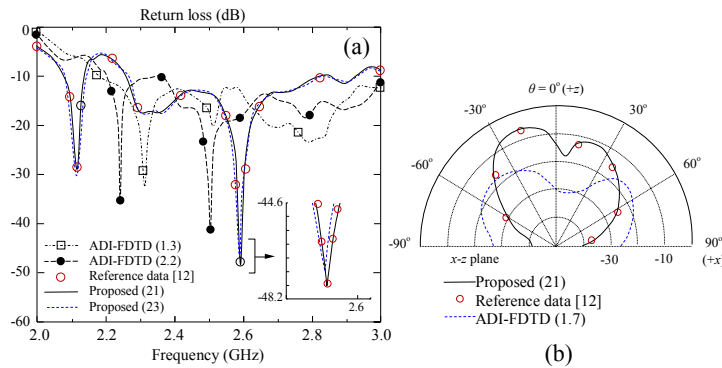 Return loss (dB)
0
-10
-20
-30
-40
-50
-60
(a)
ADI-FDTD (1.3)
ADI-FDTD (2.2)
Reference data [12]
Proposed (21)
Proposed (23)
-44.6
-48.2
2.6
2.0
2.2
2.4
2.6
2.8
3.0
Frequency (GHz)
θ = 0° (+z)
-30°
30°
-60°
60°
-90°
90°
x-z plane
-30
-10
(+x)
Proposed (21)
Reference data [12]
ADI-FDTD (1.7)
(b)